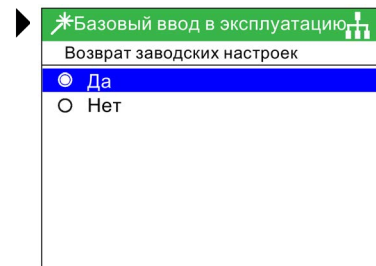 Базовый ввод в эксплуатацию
Возврат заводских настроек
Да
Нет